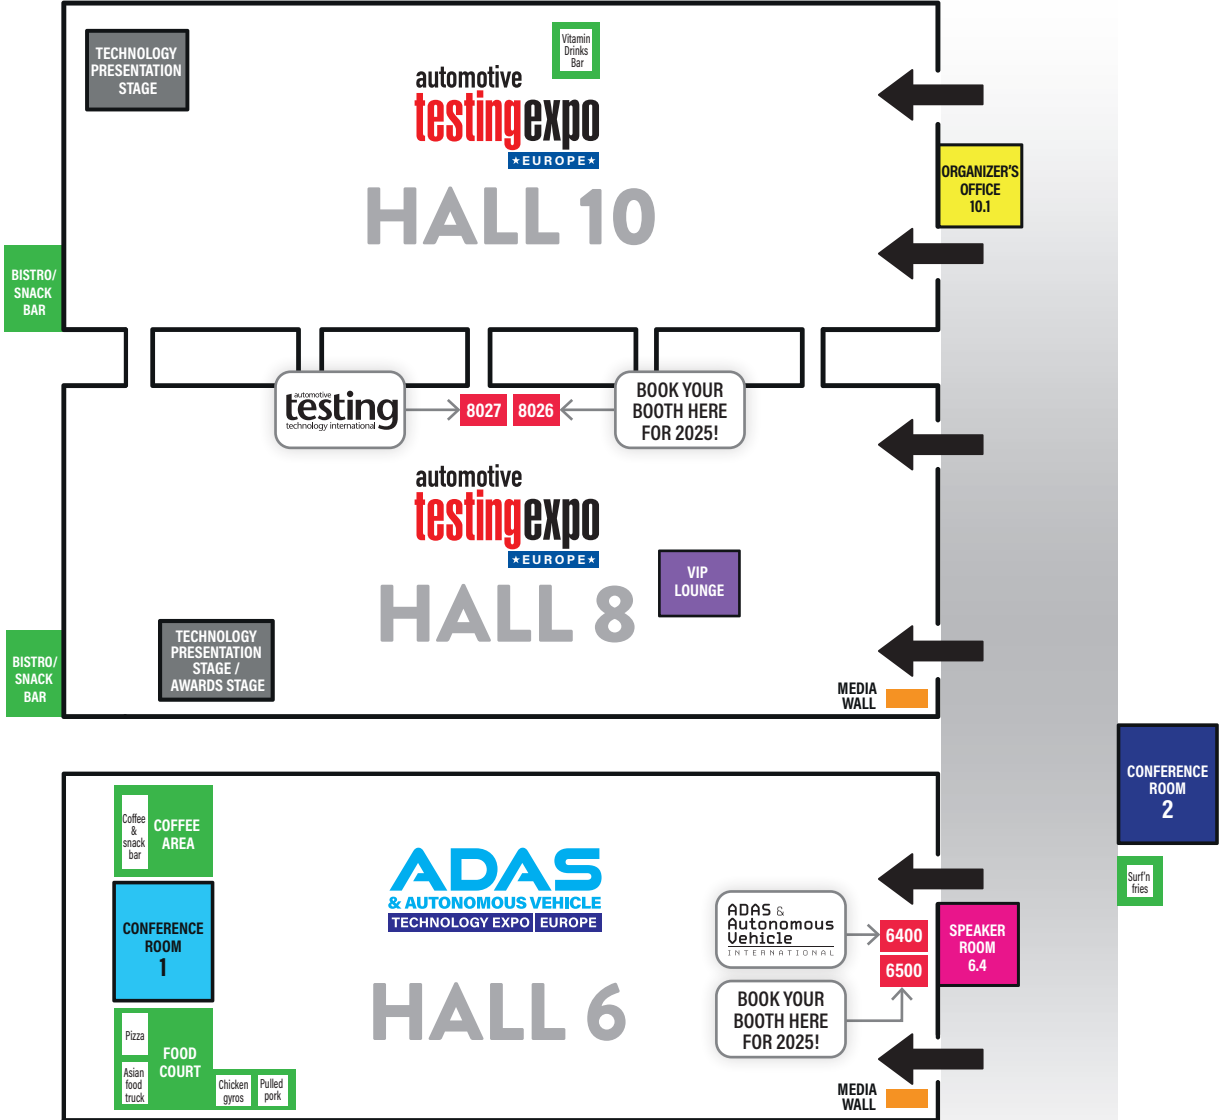 TECHNOLOGY
PRESENTATION
STAGE
Vitamin
Drinks
Bar
automotive
testingexpo
★EUROPE★
HALL 10
ORGANIZER'S
OFFICE
10.1
BISTRO/
SNACK
BAR
automotive
testing
technology international
8027
8026
BOOK YOUR
BOOTH HERE
FOR 2025!
automotive
testingexpo
★EUROPE★
HALL 8
VIP
LOUNGE
TECHNOLOGY
PRESENTATION
STAGE /
AWARDS STAGE
BISTRO/
SNACK
BAR
MEDIA
WALL
CONFERENCE
ROOM
2
Surf'n
fries
Coffee
&
snack
bar
COFFEE
AREA
CONFERENCE
ROOM
1
ADAS
& AUTONOMOUS VEHICLE
TECHNOLOGY EXPO EUROPE
HALL 6
ADAS &
Autonomous
Vehicle
INTERNATIONAL
6400
6500
SPEAKER
ROOM
6.4
BOOK YOUR
BOOTH HERE
FOR 2025!
Pizza
Asian
food
truck
FOOD
COURT
Chicken
gyros
Pulled
pork
MEDIA
WALL